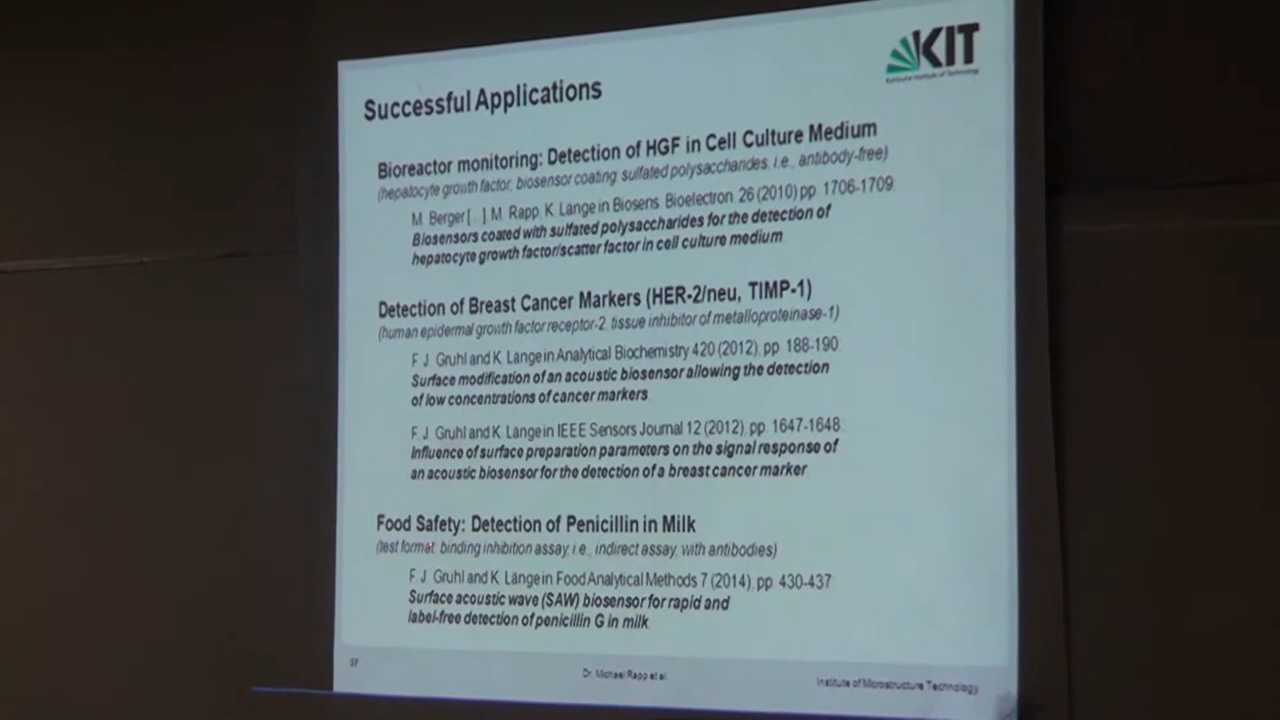 KIT
Karlsruhe Institute of Technology
Successful Applications
Bioreactor monitoring: Detection of HGF in Cell Culture Medium
(hepatocyte growth factor; biosensor coating: sulfated polysaccharides, i.e., antibody-free)
M. Berger [...] M. Rapp, K. Länge in Biosens. Bioelectron. 26 (2010) pp. 1706-1709
Biosensors coated with sulfated polysaccharides for the detection of
hepatocyte growth factor/scatter factor in cell culture medium
Detection of Breast Cancer Markers (HER-2/neu, TIMP-1)
(human epidermal growth factor receptor-2, tissue inhibitor of metalloproteinase-1)
F. J. Gruhl and K. Länge in Analytical Biochemistry 420 (2012), pp. 188-190
Surface modification of an acoustic biosensor allowing the detection
of low concentrations of cancer markers
F. J. Gruhl and K. Länge in IEEE Sensors Journal 12 (2012), pp. 1647-1648
Influence of surface preparation parameters on the signal response of
an acoustic biosensor for the detection of a breast cancer marker
Food Safety: Detection of Penicillin in Milk
(test format: binding inhibition assay, i.e., indirect assay, with antibodies)
F. J. Gruhl and K. Länge in Food Analytical Methods 7 (2014), pp. 430-437
Surface acoustic wave (SAW) biosensor for rapid and
label-free detection of penicillin G in milk
37
Dr. Michael Rapp et al.
Institute of Microstructure Technology